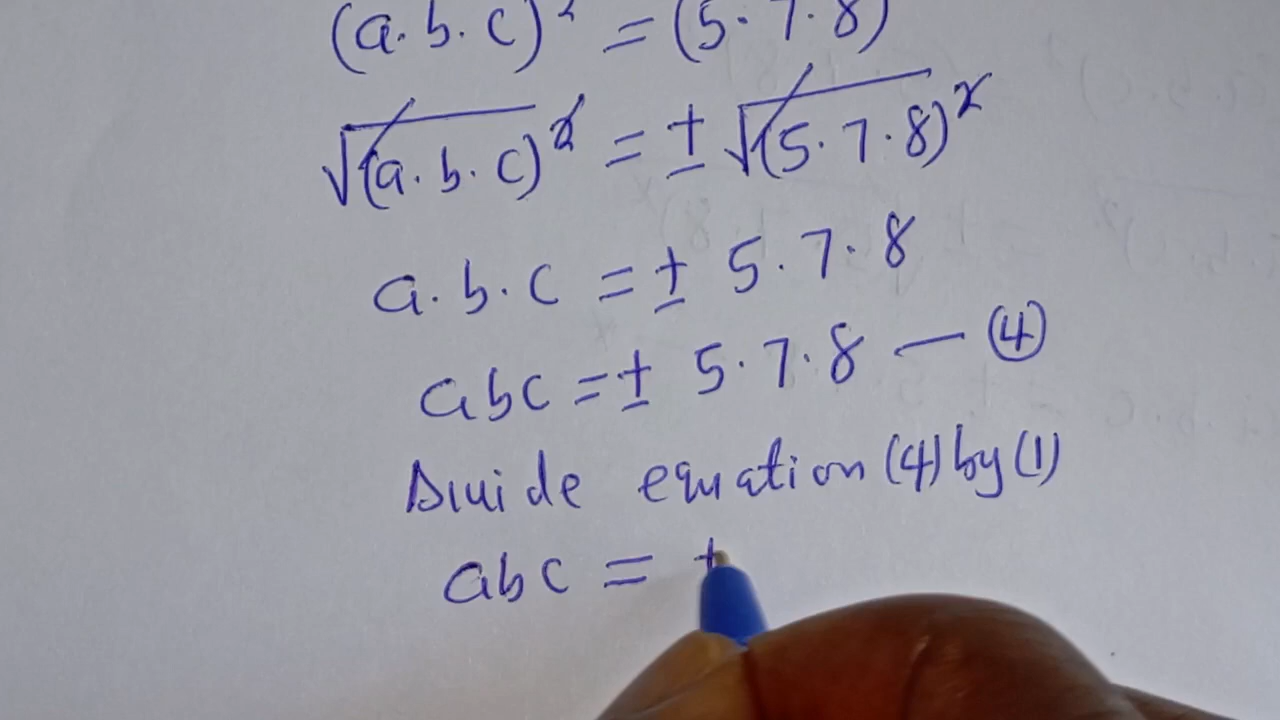 (a.b.c)² = (5.7.8)
√(a.b.c)² = ± √(5.7.8)²
a.b.c = ± 5.7.8
abc = ± 5.7.8 — (4)
Divide equation (4) by (1)
abc = ±